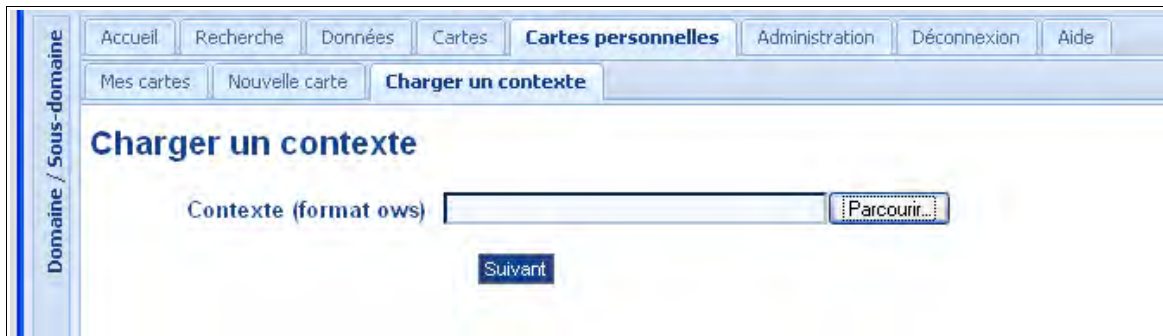 Domaine / Sous-domaine
Accueil Recherche Données Cartes Cartes personnelles Administration Déconnexion Aide
Mes cartes Nouvelle carte Charger un contexte
Charger un contexte
Contexte (format ows) Parcourir...
Suivant